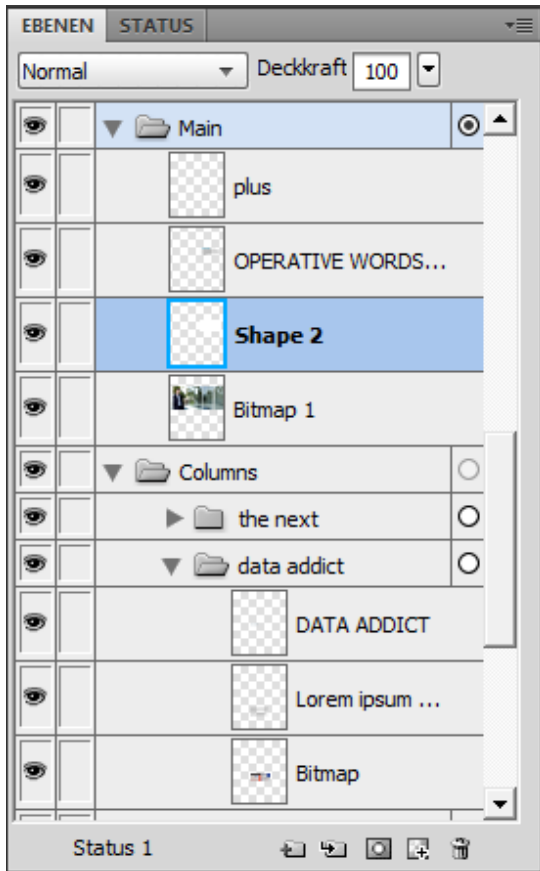 EBENEN STATUS
Normal Deckkraft 100
Main
plus
OPERATIVE WORDS...
Shape 2
Bitmap 1
Columns
the next
data addict
DATA ADDICT
Lorem ipsum ...
Bitmap
Status 1